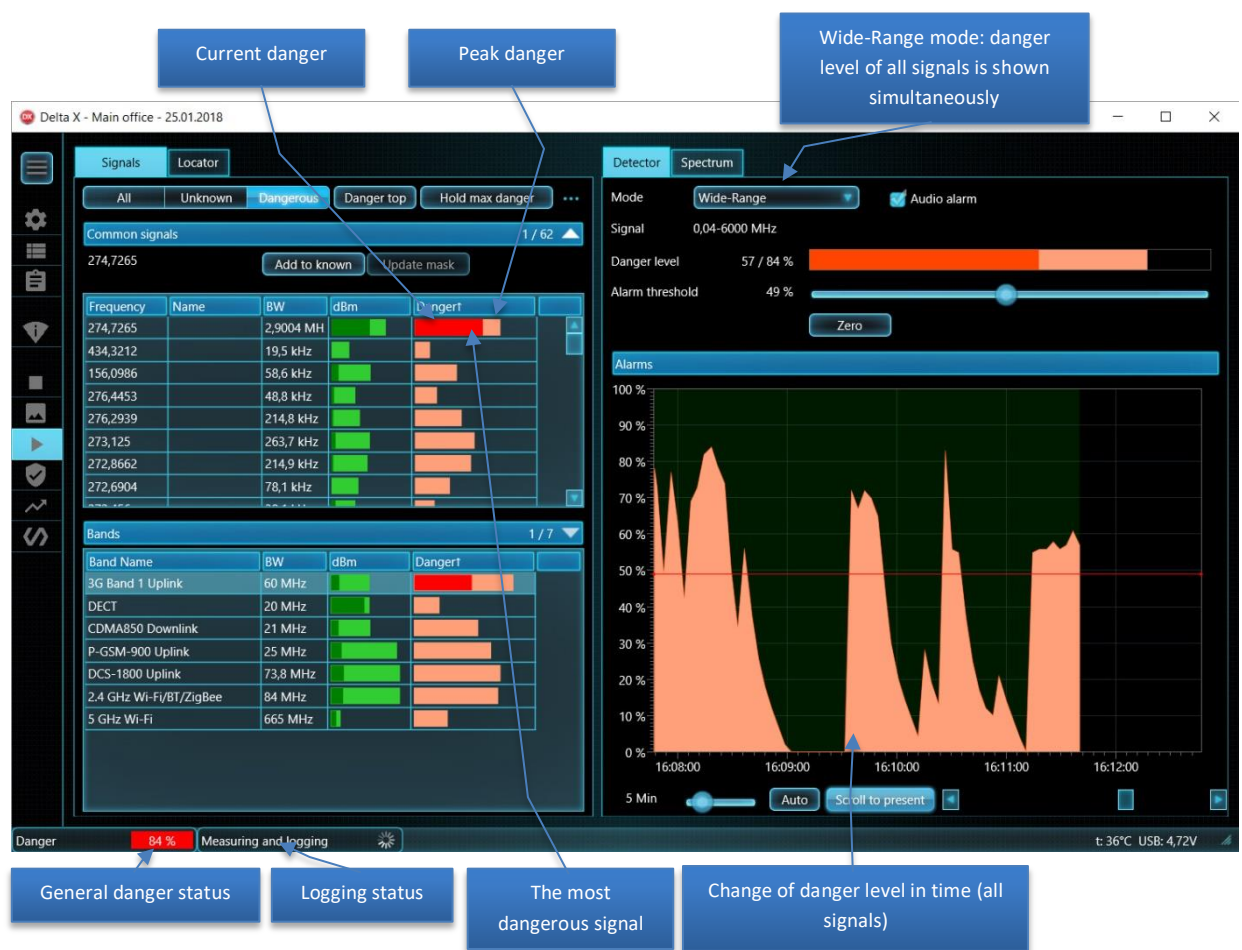 Current danger
Peak danger
Wide-Range mode: danger
level of all signals is shown
simultaneously
Delta X - Main office - 25.01.2018
Signals
Locator
Detector
Spectrum
All
Unknown
Dangerous
Danger top
Hold max danger
Mode
Wide-Range
Audio alarm
Common signals
1 / 62
Signal
0,04-6000 MHz
274,7265
Add to known
Update mask
Danger level
57 / 84 %
Alarm threshold
49 %
Zero
Frequency Name BW dBm Danger↑
274,7265 2,9004 MH
434,3212 19,5 kHz
156,0986 58,6 kHz
276,4453 48,8 kHz
276,2939 214,8 kHz
273,125 263,7 kHz
272,8662 214,9 kHz
272,6904 78,1 kHz
Bands
1 / 7
Band Name BW dBm Danger↑
3G Band 1 Uplink 60 MHz
DECT 20 MHz
CDMA850 Downlink 21 MHz
P-GSM-900 Uplink 25 MHz
DCS-1800 Uplink 73,8 MHz
2.4 GHz Wi-Fi/BT/ZigBee 84 MHz
5 GHz Wi-Fi 665 MHz
Alarms
100 %
90 %
80 %
70 %
60 %
50 %
40 %
30 %
20 %
10 %
0 %
16:08:00 16:09:00 16:10:00 16:11:00 16:12:00
5 Min
Auto
Scroll to present
Danger
84 %
Measuring and logging
t: 36°C USB: 4,72V
General danger status
Logging status
The most
dangerous signal
Change of danger level in time (all
signals)